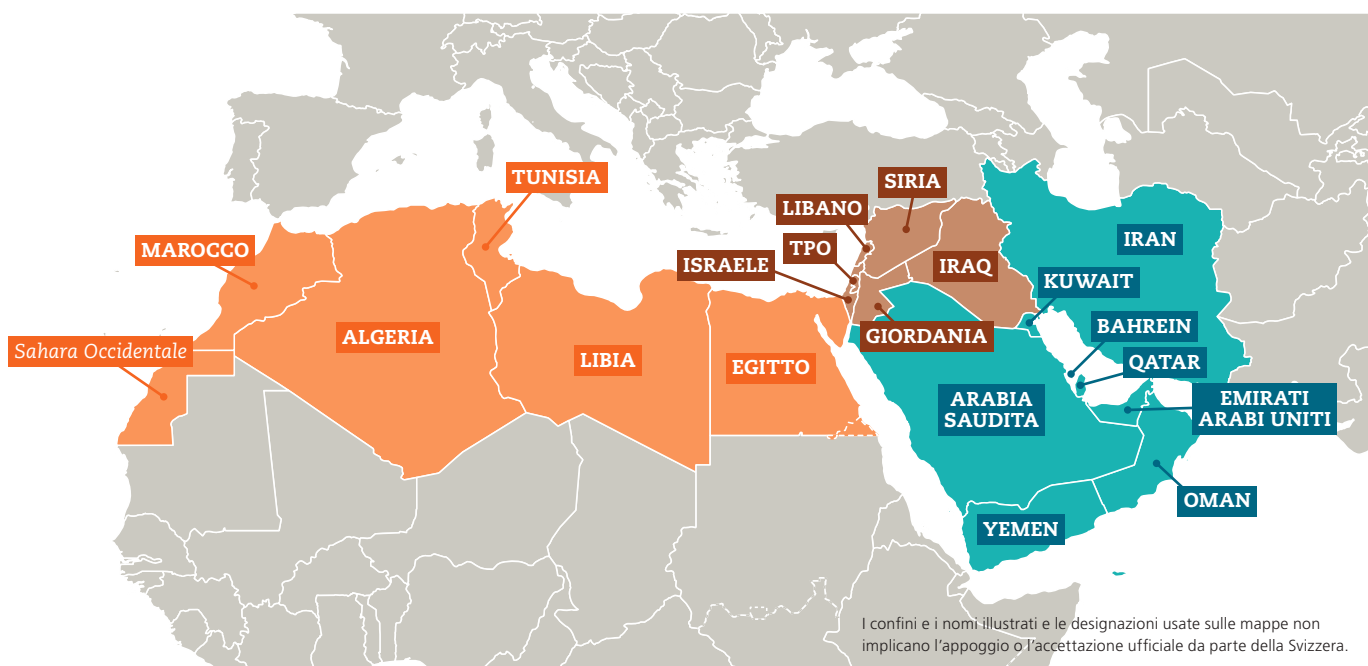 TUNISIA
MAROCCO
Sahara Occidentale
ALGERIA
LIBIA
EGITTO
SIRIA
LIBANO
TPO
ISRAELE
IRAQ
GIORDANIA
IRAN
KUWAIT
BAHREIN
QATAR
ARABIA
SAUDITA
EMIRATI
ARABI UNITI
OMAN
YEMEN
I confini e i nomi illustrati e le designazioni usate sulle mappe non
implicano l’appoggio o l’accettazione ufficiale da parte della Svizzera.